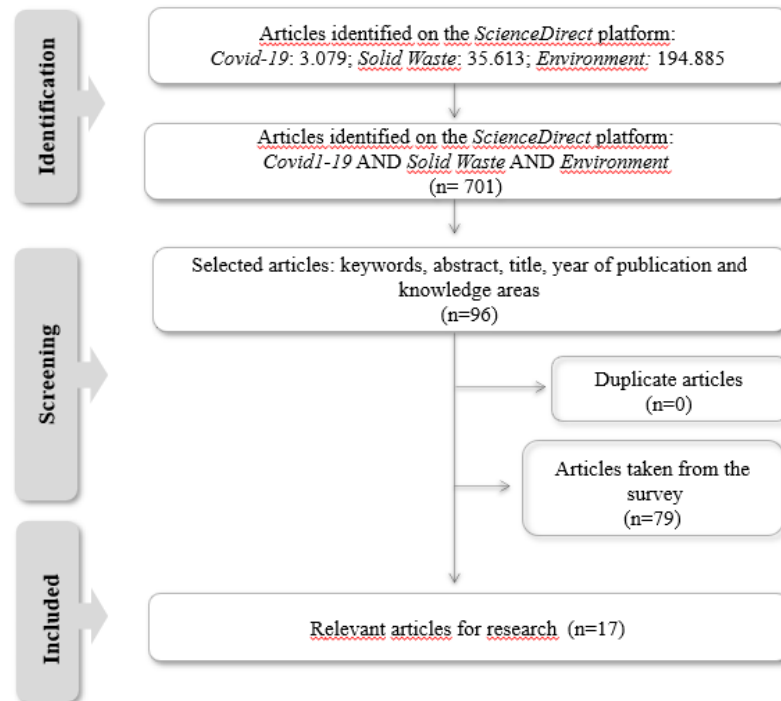 Identification
Articles identified on the ScienceDirect platform:
Covid-19: 3.079; Solid Waste: 35.613; Environment: 194.885
Articles identified on the ScienceDirect platform:
Covid1-19 AND Solid Waste AND Environment
(n= 701)
Screening
Selected articles: keywords, abstract, title, year of publication and
knowledge areas
(n=96)
Duplicate articles
(n=0)
Articles taken from the
survey
(n=79)
Included
Relevant articles for research (n=17)